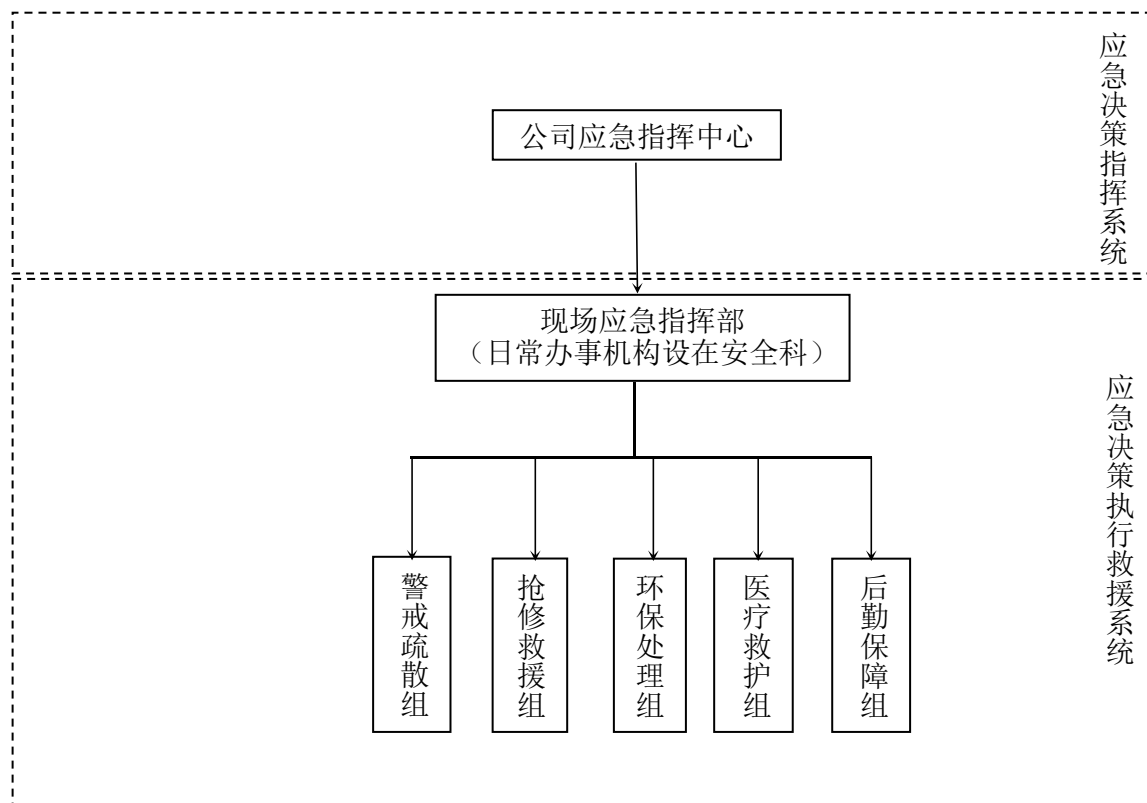 应急决策指挥系统
公司应急指挥中心
现场应急指挥部
（日常办事机构设在安全科）
应急决策执行救援系统
警戒疏散组
抢修救援组
环保处理组
医疗救护组
后勤保障组